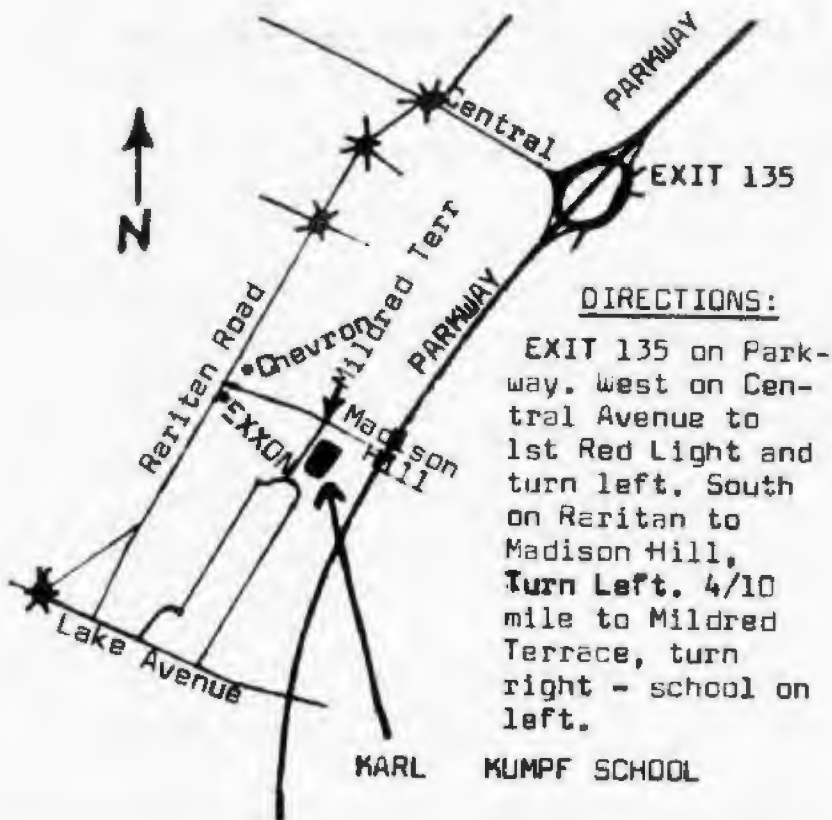 PARKWAY
Central
EXIT 135
N
Mildred Terr
PARKWAY
Raritan Road
Chevron
EXXON
Madison
Hill
Lake Avenue
DIRECTIONS:
EXIT 135 on Park-
way. West on Cen-
tral Avenue to
1st Red Light and
turn left. South
on Raritan to
Madison Hill,
Turn Left. 4/10
mile to Mildred
Terrace, turn
right - school on
left.
KARL KUMPF SCHOOL